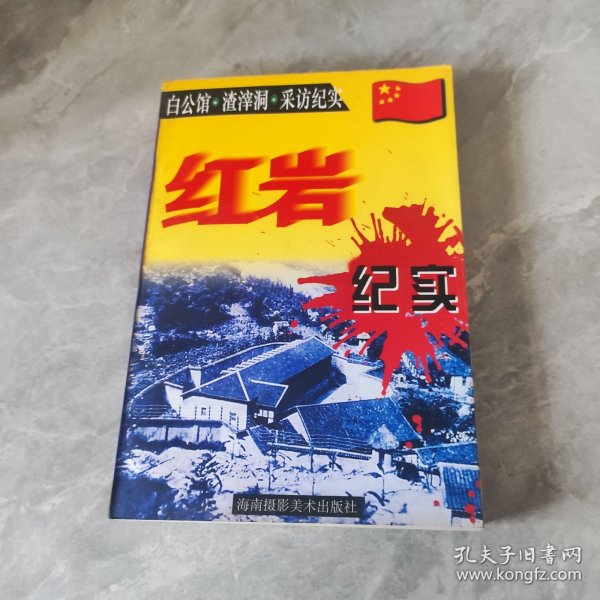 白公馆·渣滓洞·采访纪实
红岩
纪实
海南摄影美术出版社
孔夫子旧书网
www.kongfz.com